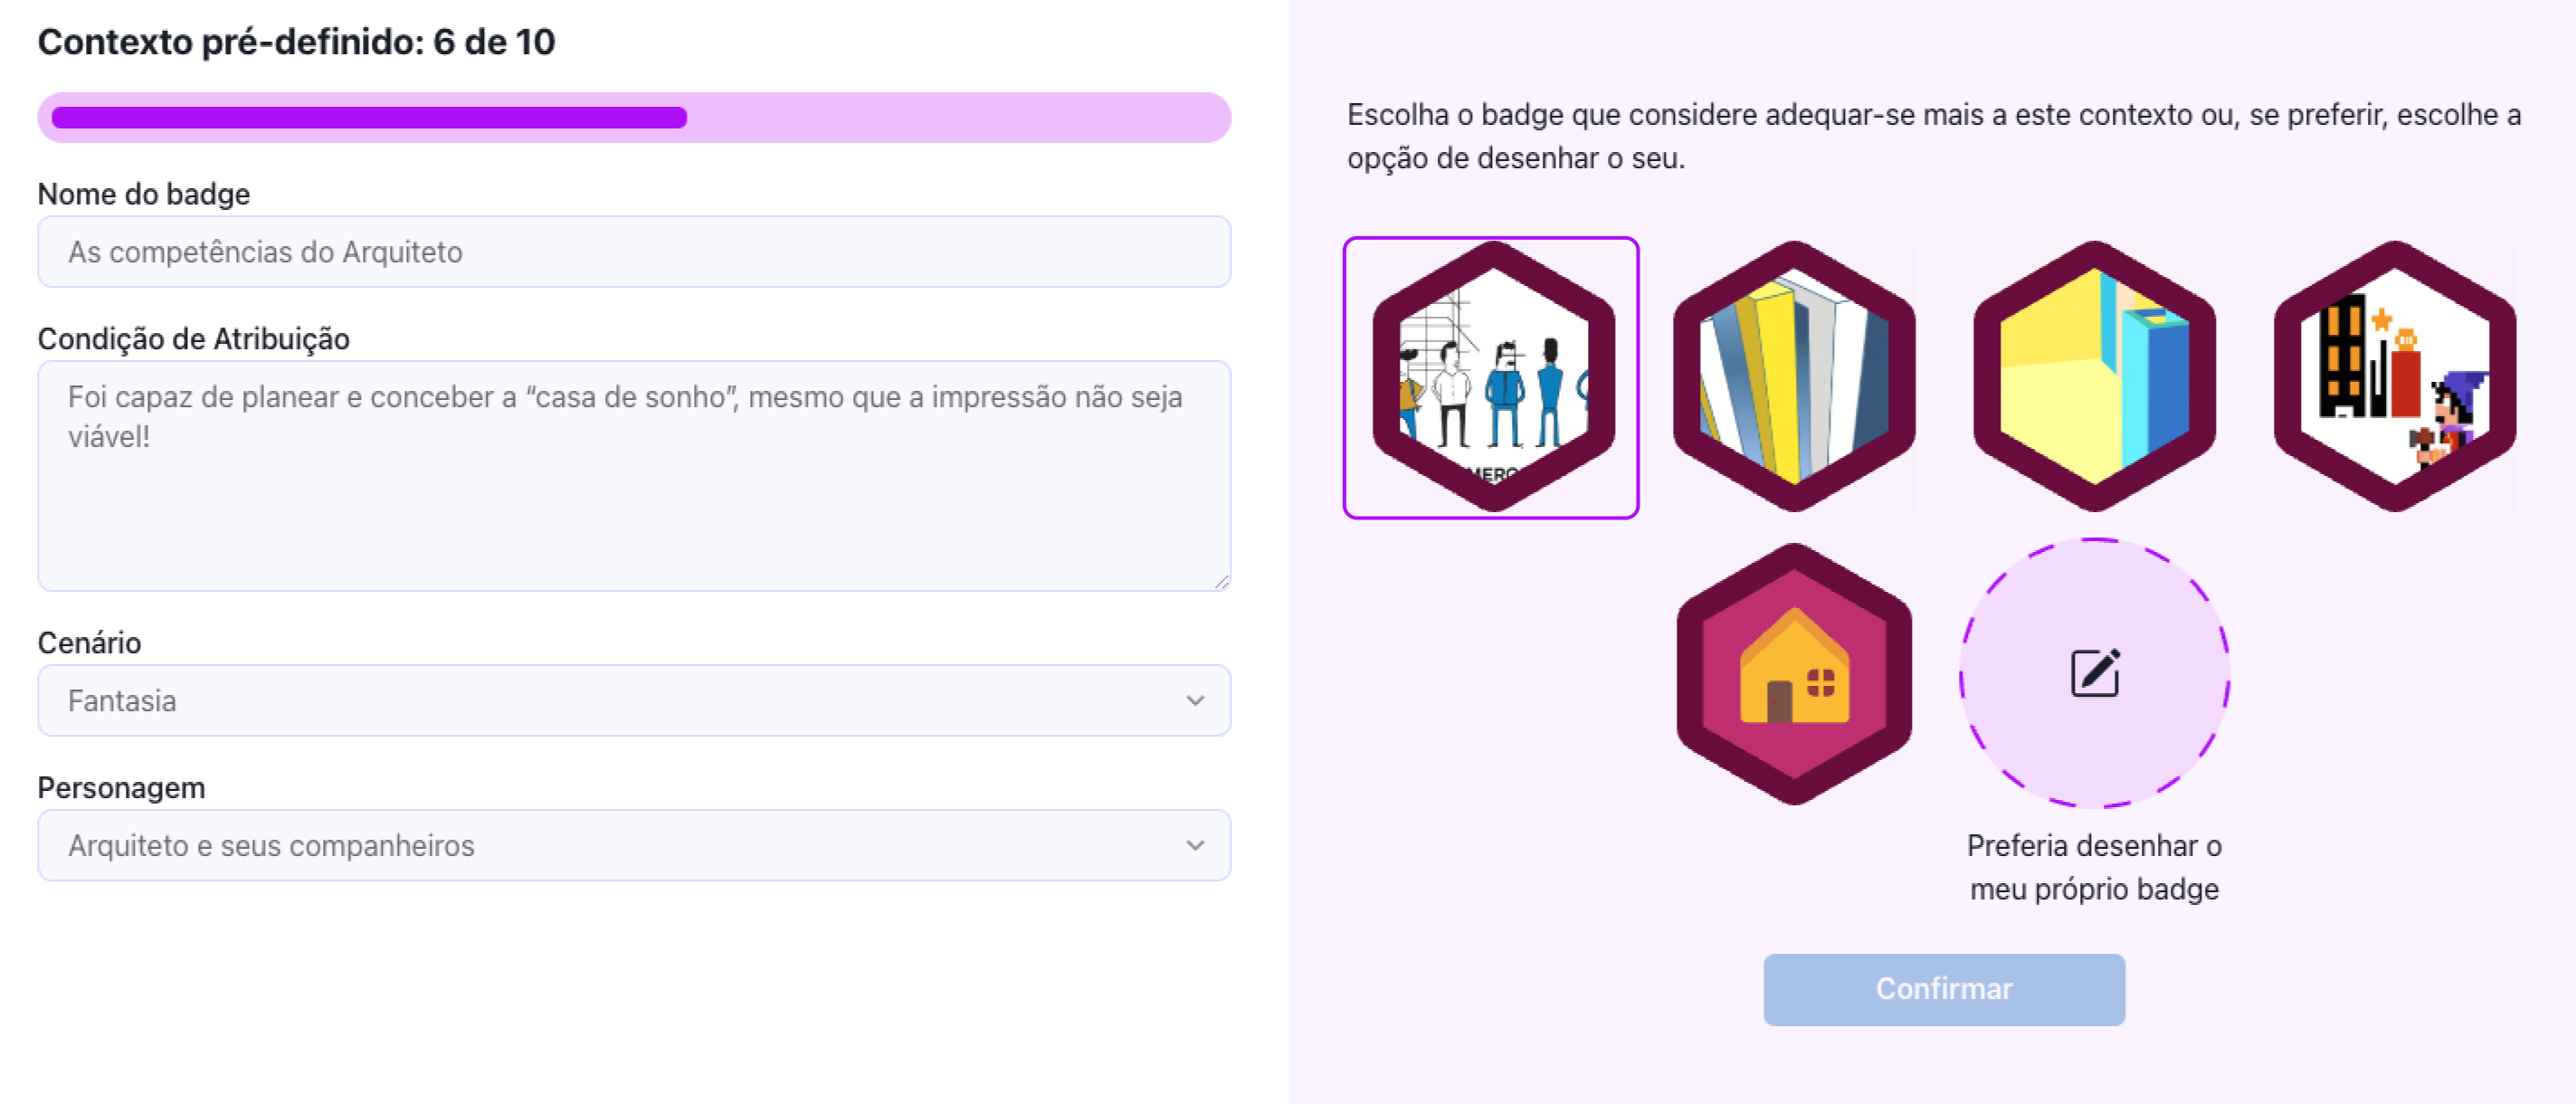 Contexto pré-definido: 6 de 10
Nome do badge
As competências do Arquiteto
Condição de Atribuição
Foi capaz de planear e conceber a “casa de sonho”, mesmo que a impressão não seja
viável!
Cenário
Fantasia
Personagem
Arquiteto e seus companheiros
Escolha o badge que considere adequar-se mais a este contexto ou, se preferir, escolhe a
opção de desenhar o seu.
Preferia desenhar o
meu próprio badge
Confirmar